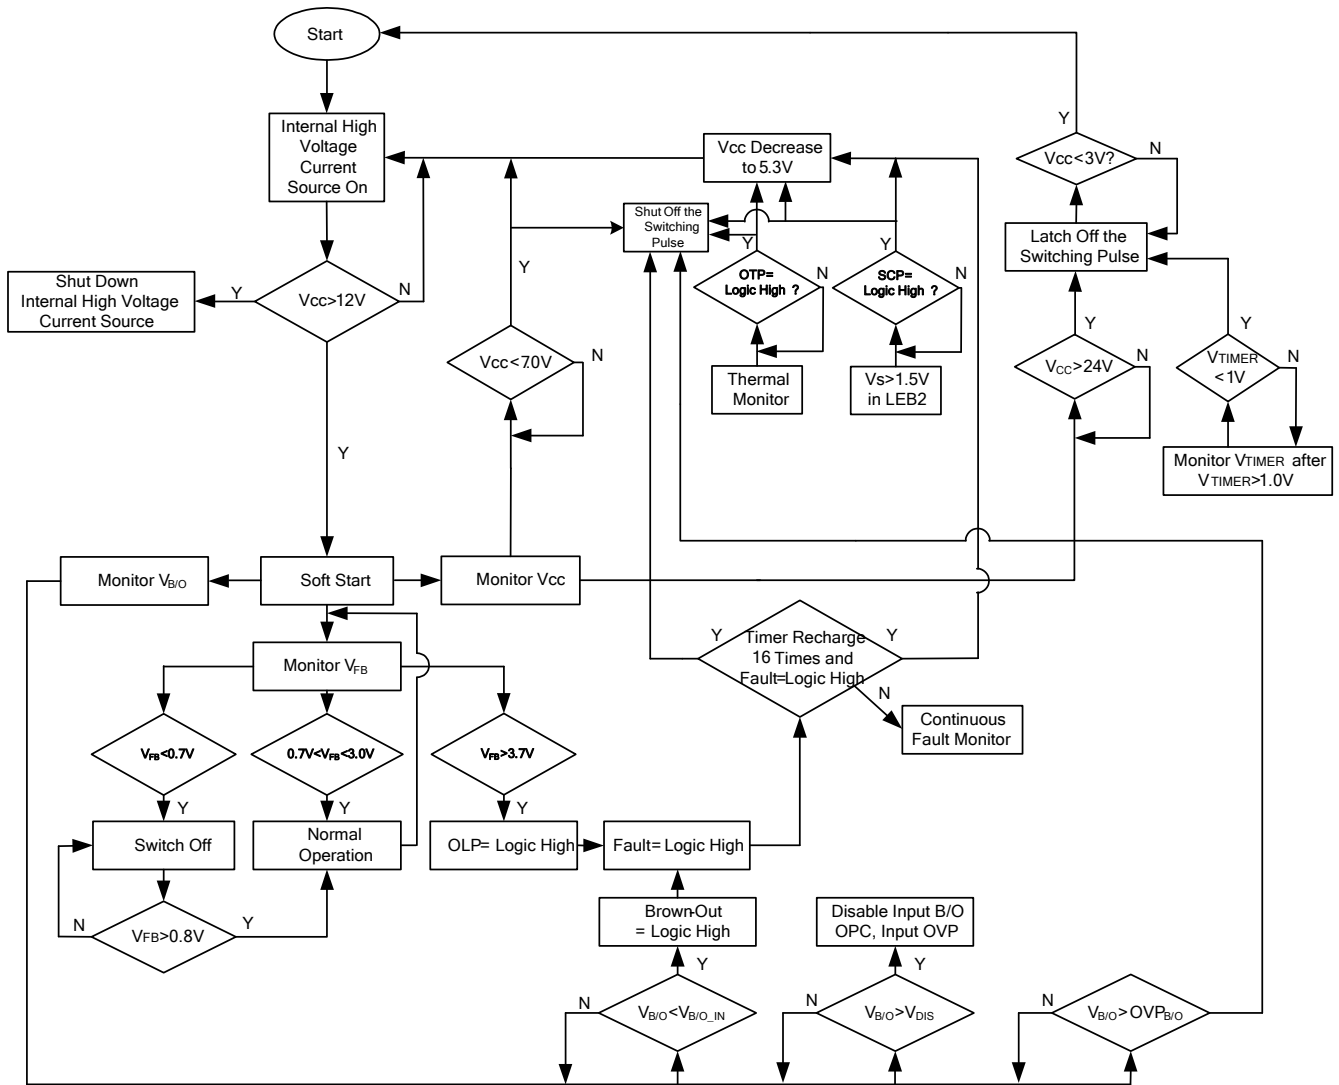 Start
Internal High
Voltage
Current
Source On
Vcc Decrease
to 5.3V
Y
Vcc<3V?
N
Shut Off the
Switching
Pulse
Latch Off the
Switching Pulse
Shut Down
Internal High Voltage
Current Source
Y
Vcc>12V
N
Y
Y
OTP=
Logic High ?
N
Y
SCP=
Logic High ?
N
Vcc<7.0V
N
Thermal
Monitor
Vs>1.5V
in LEB2
Y
VCC>24V
N
Y
VTIMER
<1V
N
Monitor VTIMER after
VTIMER>1.0V
Y
Monitor VB/O
Soft Start
Monitor Vcc
Monitor VFB
Y
Timer Recharge
16 Times and
Fault=Logic High
Y
N
Continuous
Fault Monitor
VFB<0.7V
0.7V<VFB<3.0V
VFB>3.7V
Y
Y
Y
Switch Off
Normal
Operation
OLP= Logic High
Fault= Logic High
N
VFB>0.8V
Y
Brown-Out
= Logic High
Disable Input B/O
OPC, Input OVP
Y
Y
N
VB/O<VB/O_IN
N
VB/O>VDIS
N
VB/O>OVPB/O